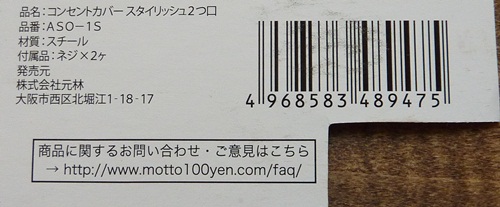 品名：コンセントカバー スタイリッシュ2つ口
品番：ASO-1S
材質：スチール
付属品：ネジ×2ヶ
発売元
株式会社元林
大阪市西区北堀江1-18-17
4 968583 489475
商品に関するお問い合わせ・ご意見はこちら
→ http://www.motto100yen.com/faq/